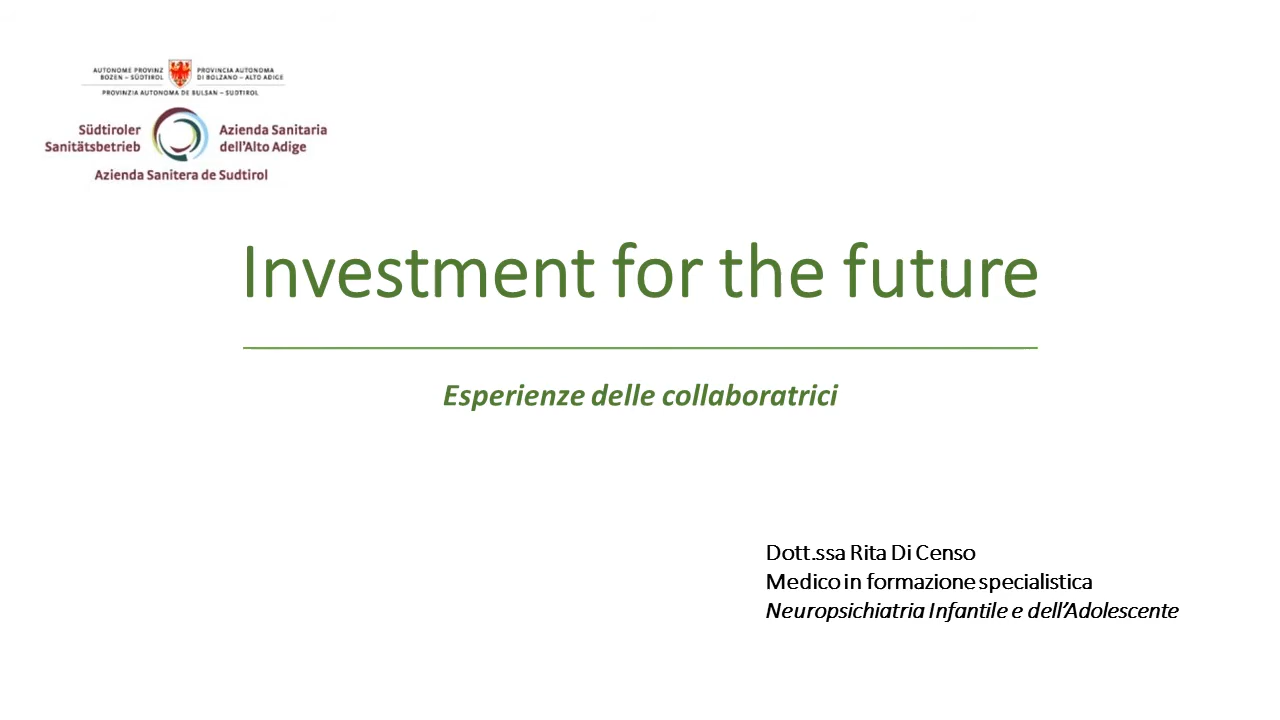 AUTONOME PROVINZ
BOZEN – SÜDTIROL
PROVINCIA AUTONOMA
DI BOLZANO – ALTO ADIGE
PROVINZIA AUTONOMA DE BULSAN – SUDTIROL
Südtiroler
Sanitätsbetrieb
Azienda Sanitaria
dell'Alto Adige
Azienda Sanitera de Sudtirol
Investment for the future
Esperienze delle collaboratrici
Dott.ssa Rita Di Censo
Medico in formazione specialistica
Neuropsichiatria Infantile e dell’Adolescente